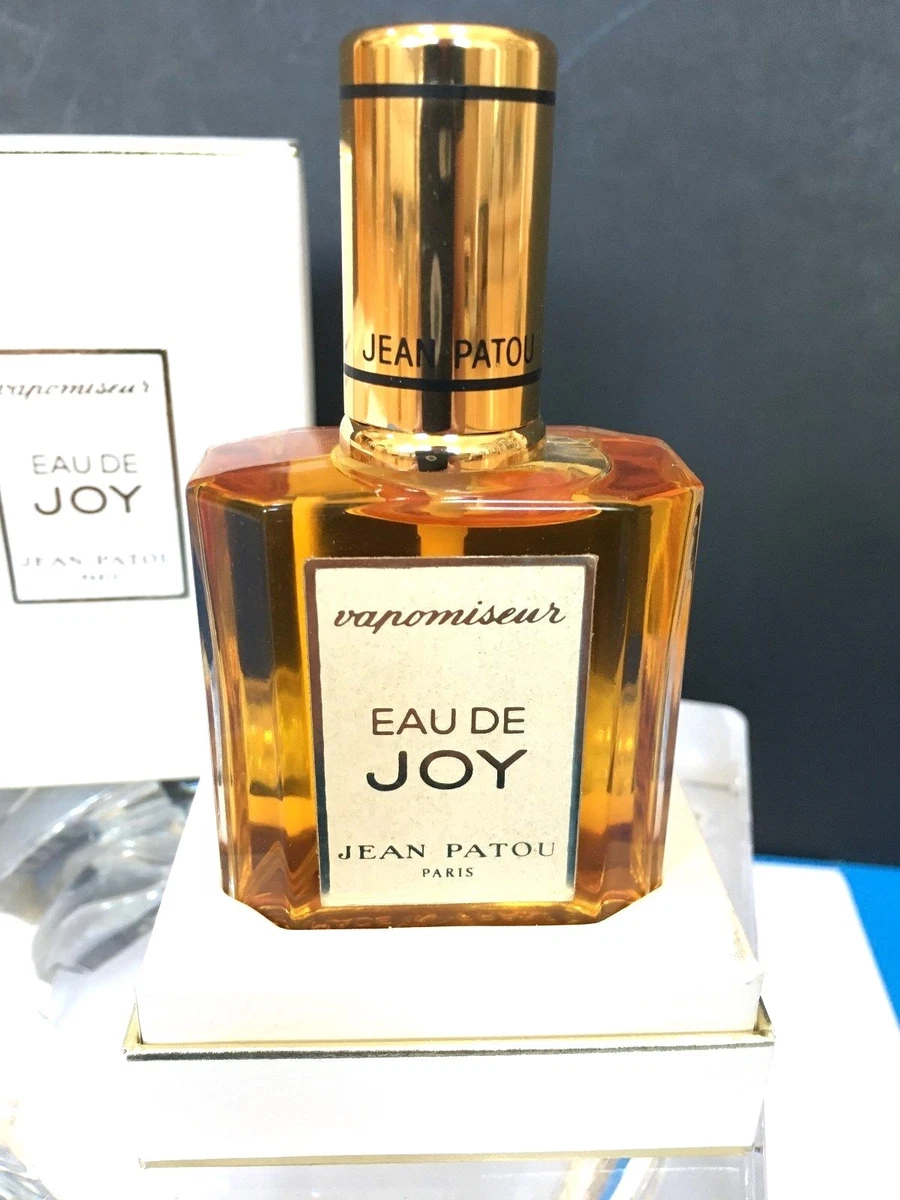 JEAN PATOU
vapomiseur
EAU DE
JOY
JEAN PATOU
PARIS
vapomiseur
EAU DE
JOY
JEAN PATOU
PARIS